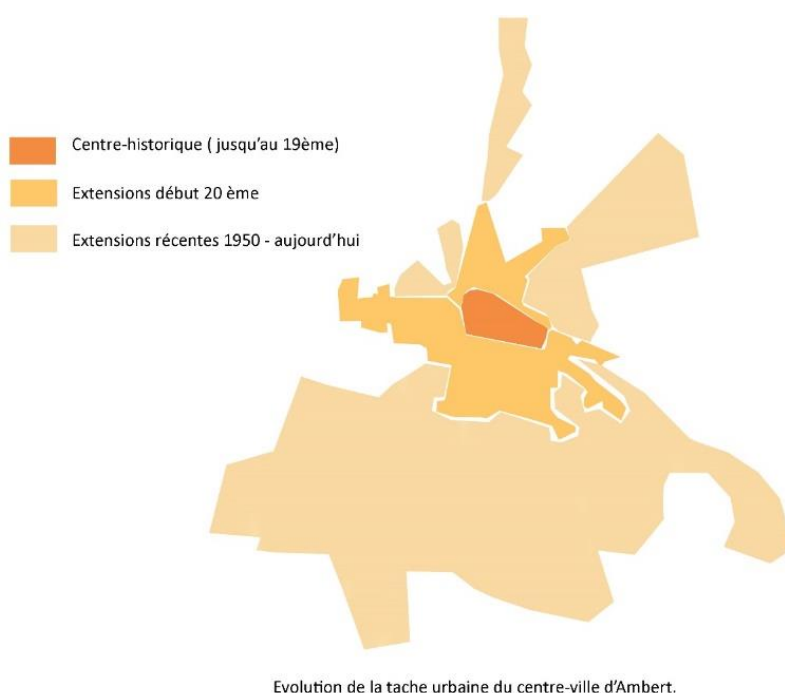 Centre-historique ( jusqu'au 19ème)
Extensions début 20 ème
Extensions récentes 1950 - aujourd'hui
Evolution de la tache urbaine du centre-ville d'Ambert.